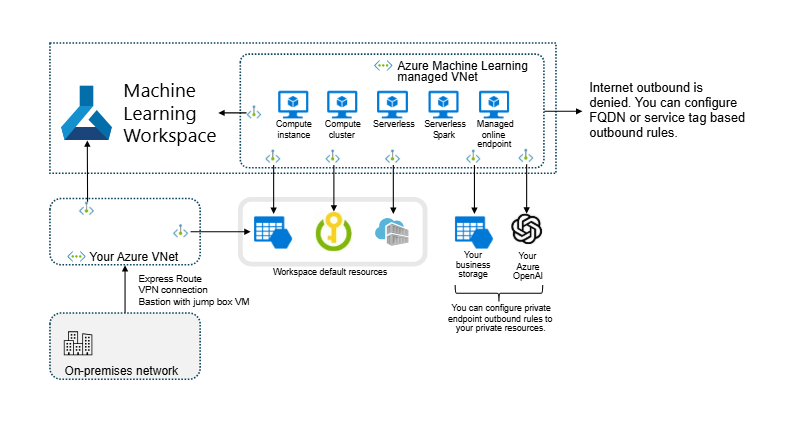 Azure Machine Learning
managed VNet
Machine
Learning
Workspace
Compute
instance
Compute
cluster
Serverless
Serverless
Spark
Managed
online
endpoint
Internet outbound is
denied. You can configure
FQDN or service tag based
outbound rules.
Your Azure VNet
Workspace default resources
Your
business
storage
Your
Azure
OpenAI
You can configure private
endpoint outbound rules to
your private resources.
Express Route
VPN connection
Bastion with jump box VM
On-premises network